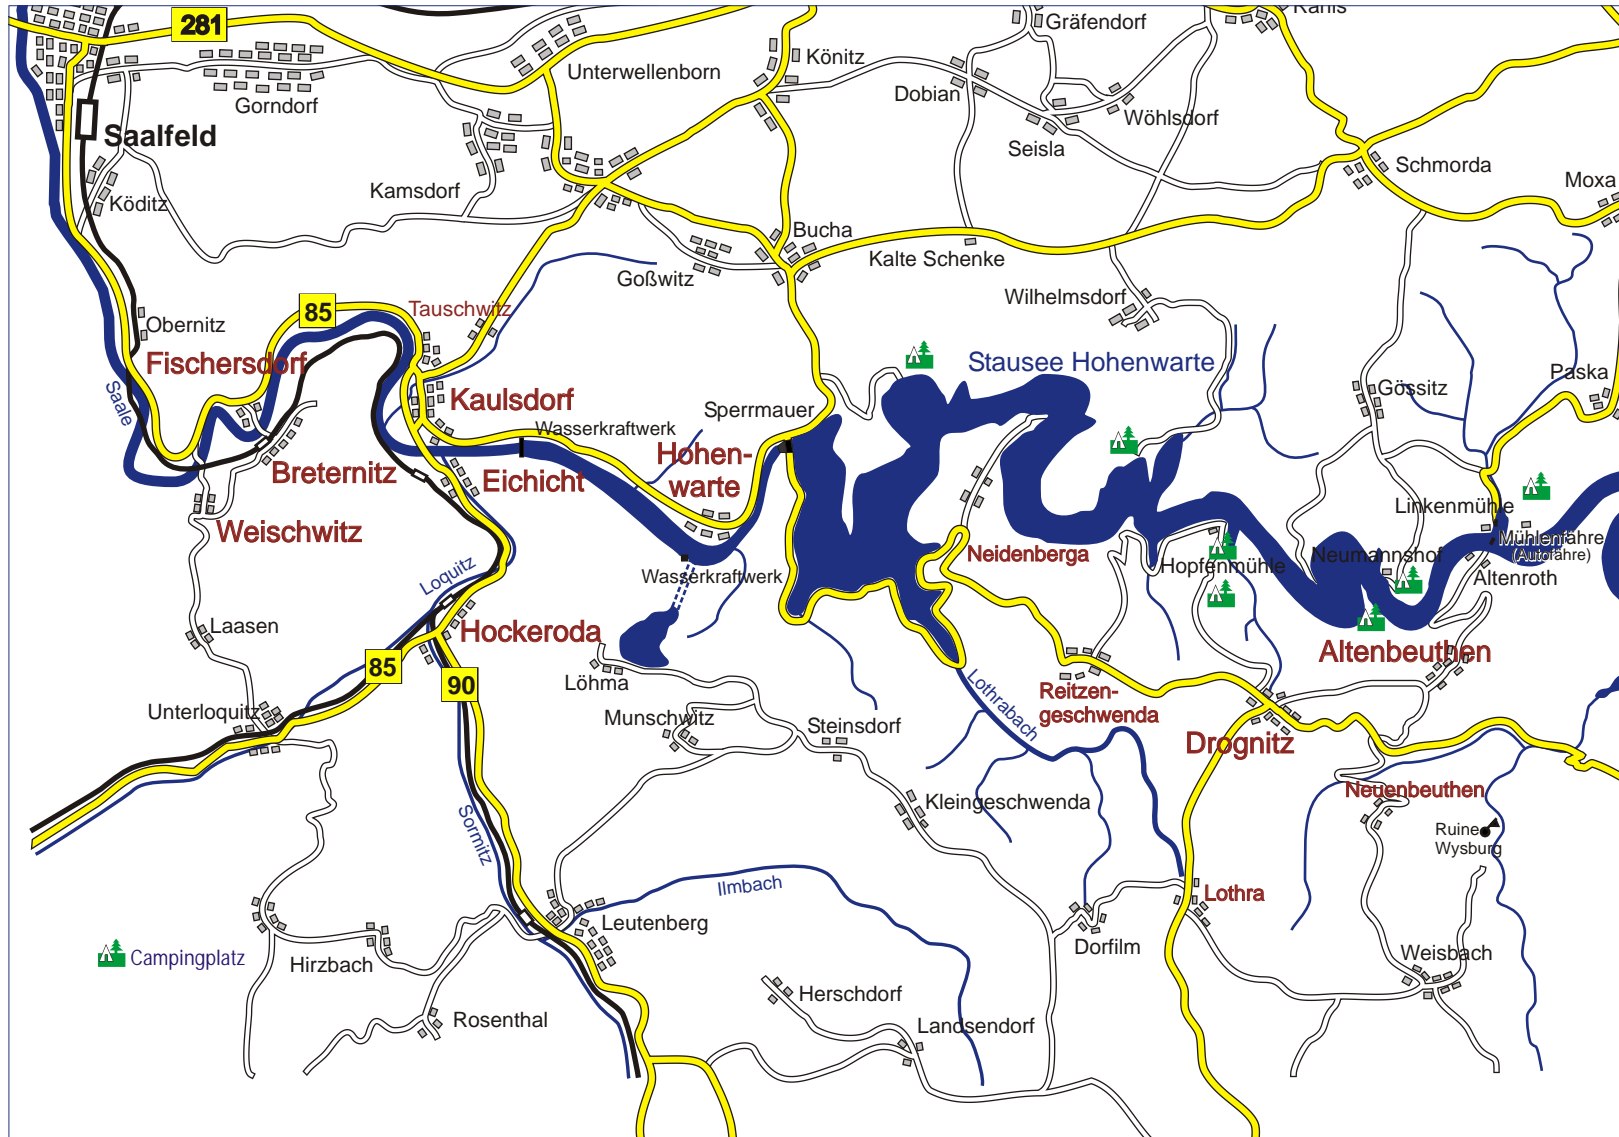 281
Gräfendorf
Ranis
Unterwellenborn
Könitz
Dobian
Wöhlsdorf
Gorndorf
Saalfeld
Seisla
Schmorda
Kamsdorf
Moxa
Köditz
Bucha
Kalte Schenke
Goßwitz
Wilhelmsdorf
85
Tauschwitz
Obernitz
Fischersdorf
Stausee Hohenwarte
Saale
Kaulsdorf
Sperrmauer
Gössitz
Paska
Wasserkraftwerk
Hohen-
warte
Breternitz
Eichicht
Linkenmühle
Weischwitz
Mühlenfähre
(Autofähre)
Neidenberga
Hopfenmühle
Neumannshof
Altenroth
Loquitz
Wasserkraftwerk
Laasen
Hockeroda
Altenbeuthen
85
90
Löhma
Lothrabach
Reitzen-
geschwenda
Unterloquitz
Munschwitz
Steinsdorf
Drognitz
Kleingeschwenda
Neuenbeuthen
Sormitz
Ruine
Wysburg
Ilmbach
Lothra
Leutenberg
Dorfilm
Weisbach
Campingplatz
Hirzbach
Herschdorf
Rosenthal
Landsendorf